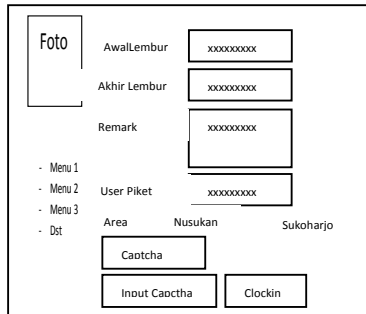 Foto
AwalLembur xxxxxxxxx
Akhir Lembur xxxxxxxxx
Remark xxxxxxxxx
- Menu 1
- Menu 2
- Menu 3
- Dst
User Piket xxxxxxxxx
Area Nusukan Sukoharjo
Captcha
Input Capctha Clockin